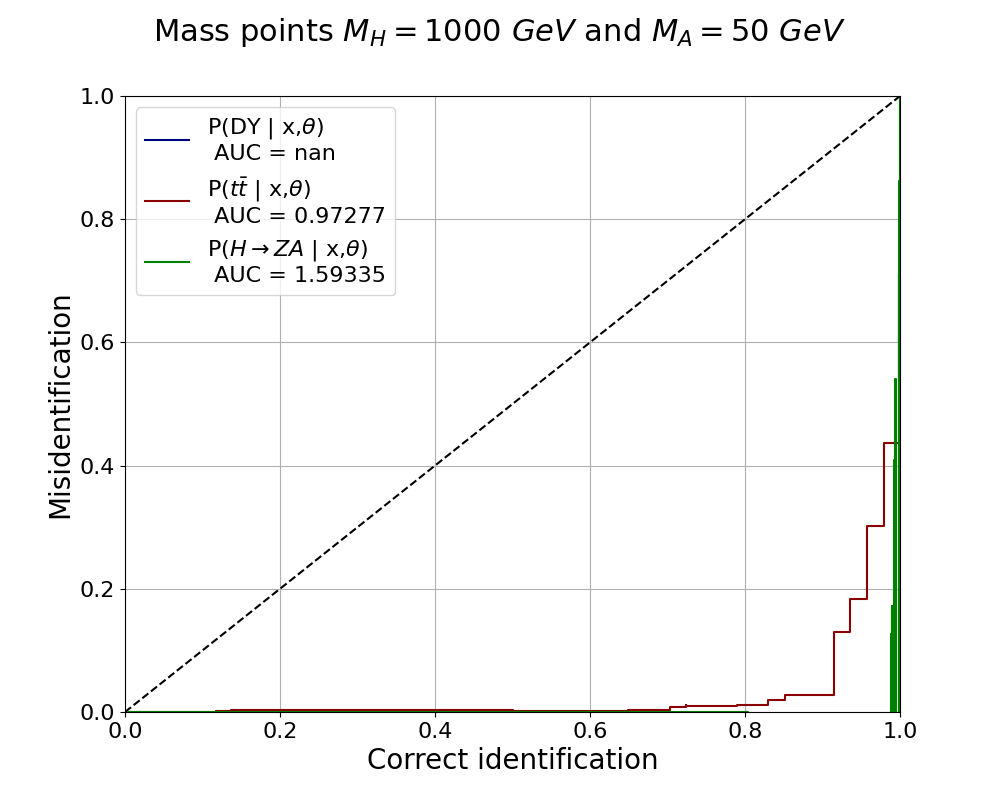 Mass points M_H = 1000 GeV and M_A = 50 GeV
1.0
0.8
0.6
0.4
0.2
0.0
Misidentification
P(DY | x,θ)
AUC = nan
P(tt̄ | x,θ)
AUC = 0.97277
P(H → ZA | x,θ)
AUC = 1.59335
0.0 0.2 0.4 0.6 0.8 1.0
Correct identification